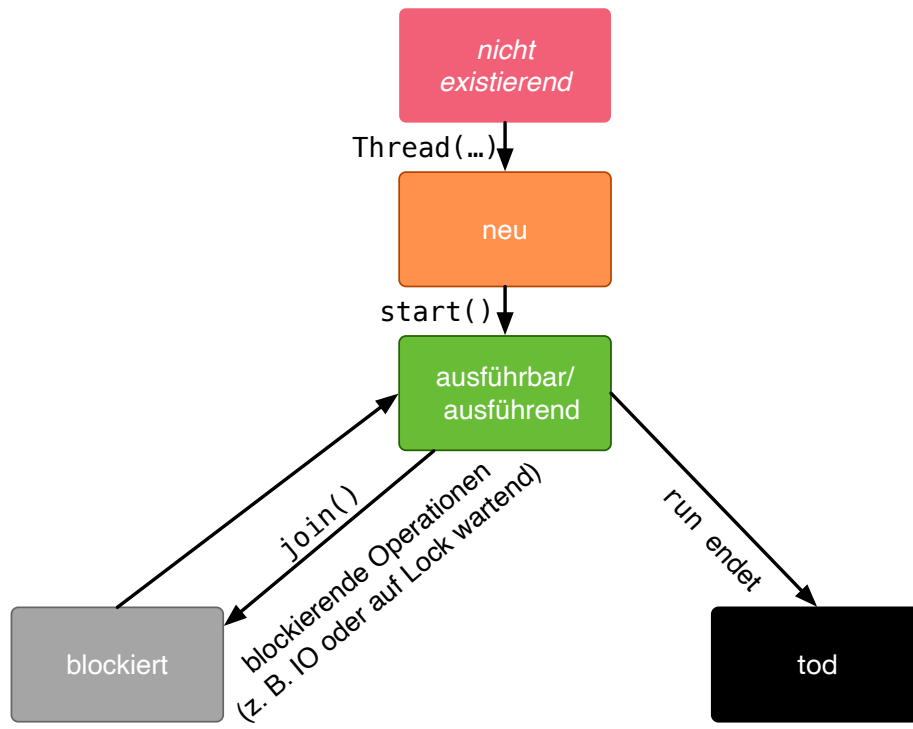 nicht
existierend
Thread(…)
neu
start()
ausführbar/
ausführend
join()
blockierende Operationen
(z. B. IO oder auf Lock wartend)
run endet
blockiert
tod